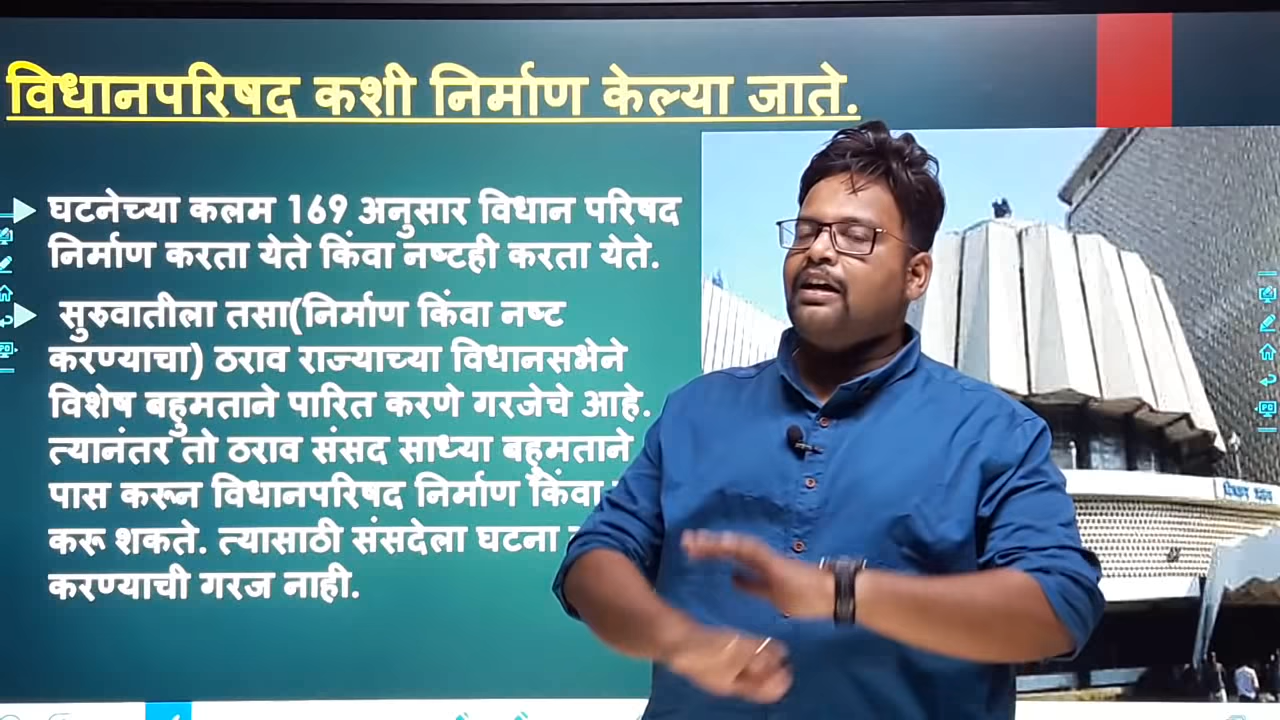 विधानपरिषद कशी निर्माण केल्या जाते.
घटनेच्या कलम 169 अनुसार विधान परिषद
निर्माण करता येते किंवा नष्टही करता येते.
सुरुवातीला तसा(निर्माण किंवा नष्ट
करण्याचा) ठराव राज्याच्या विधानसभेने
विशेष बहुमताने पारित करणे गरजेचे आहे.
त्यानंतर तो ठराव संसद साध्या बहुमताने
पास करून विधानपरिषद निर्माण किंवा
करू शकते. त्यासाठी संसदेला घटना
करण्याची गरज नाही.